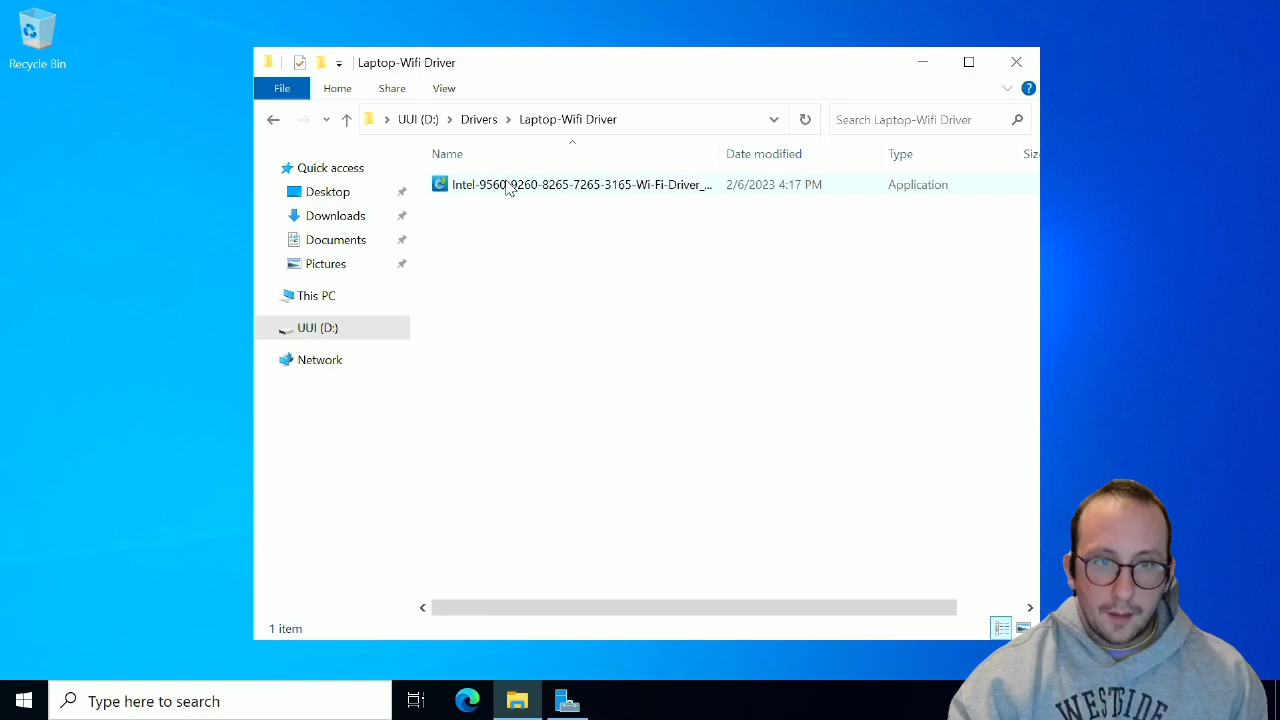 Recycle Bin
Laptop-Wifi Driver
File
Home
Share
View
UUI (D:)
Drivers
Laptop-Wifi Driver
Search Laptop-Wifi Driver
Name
Date modified
Type
Siz
Quick access
Desktop
Downloads
Documents
Pictures
This PC
UUI (D:)
Network
Intel-9560-9260-8265-7265-3165-Wi-Fi-Driver_...
2/6/2023 4:17 PM
Application
1 item
Type here to search
WESTSIDE